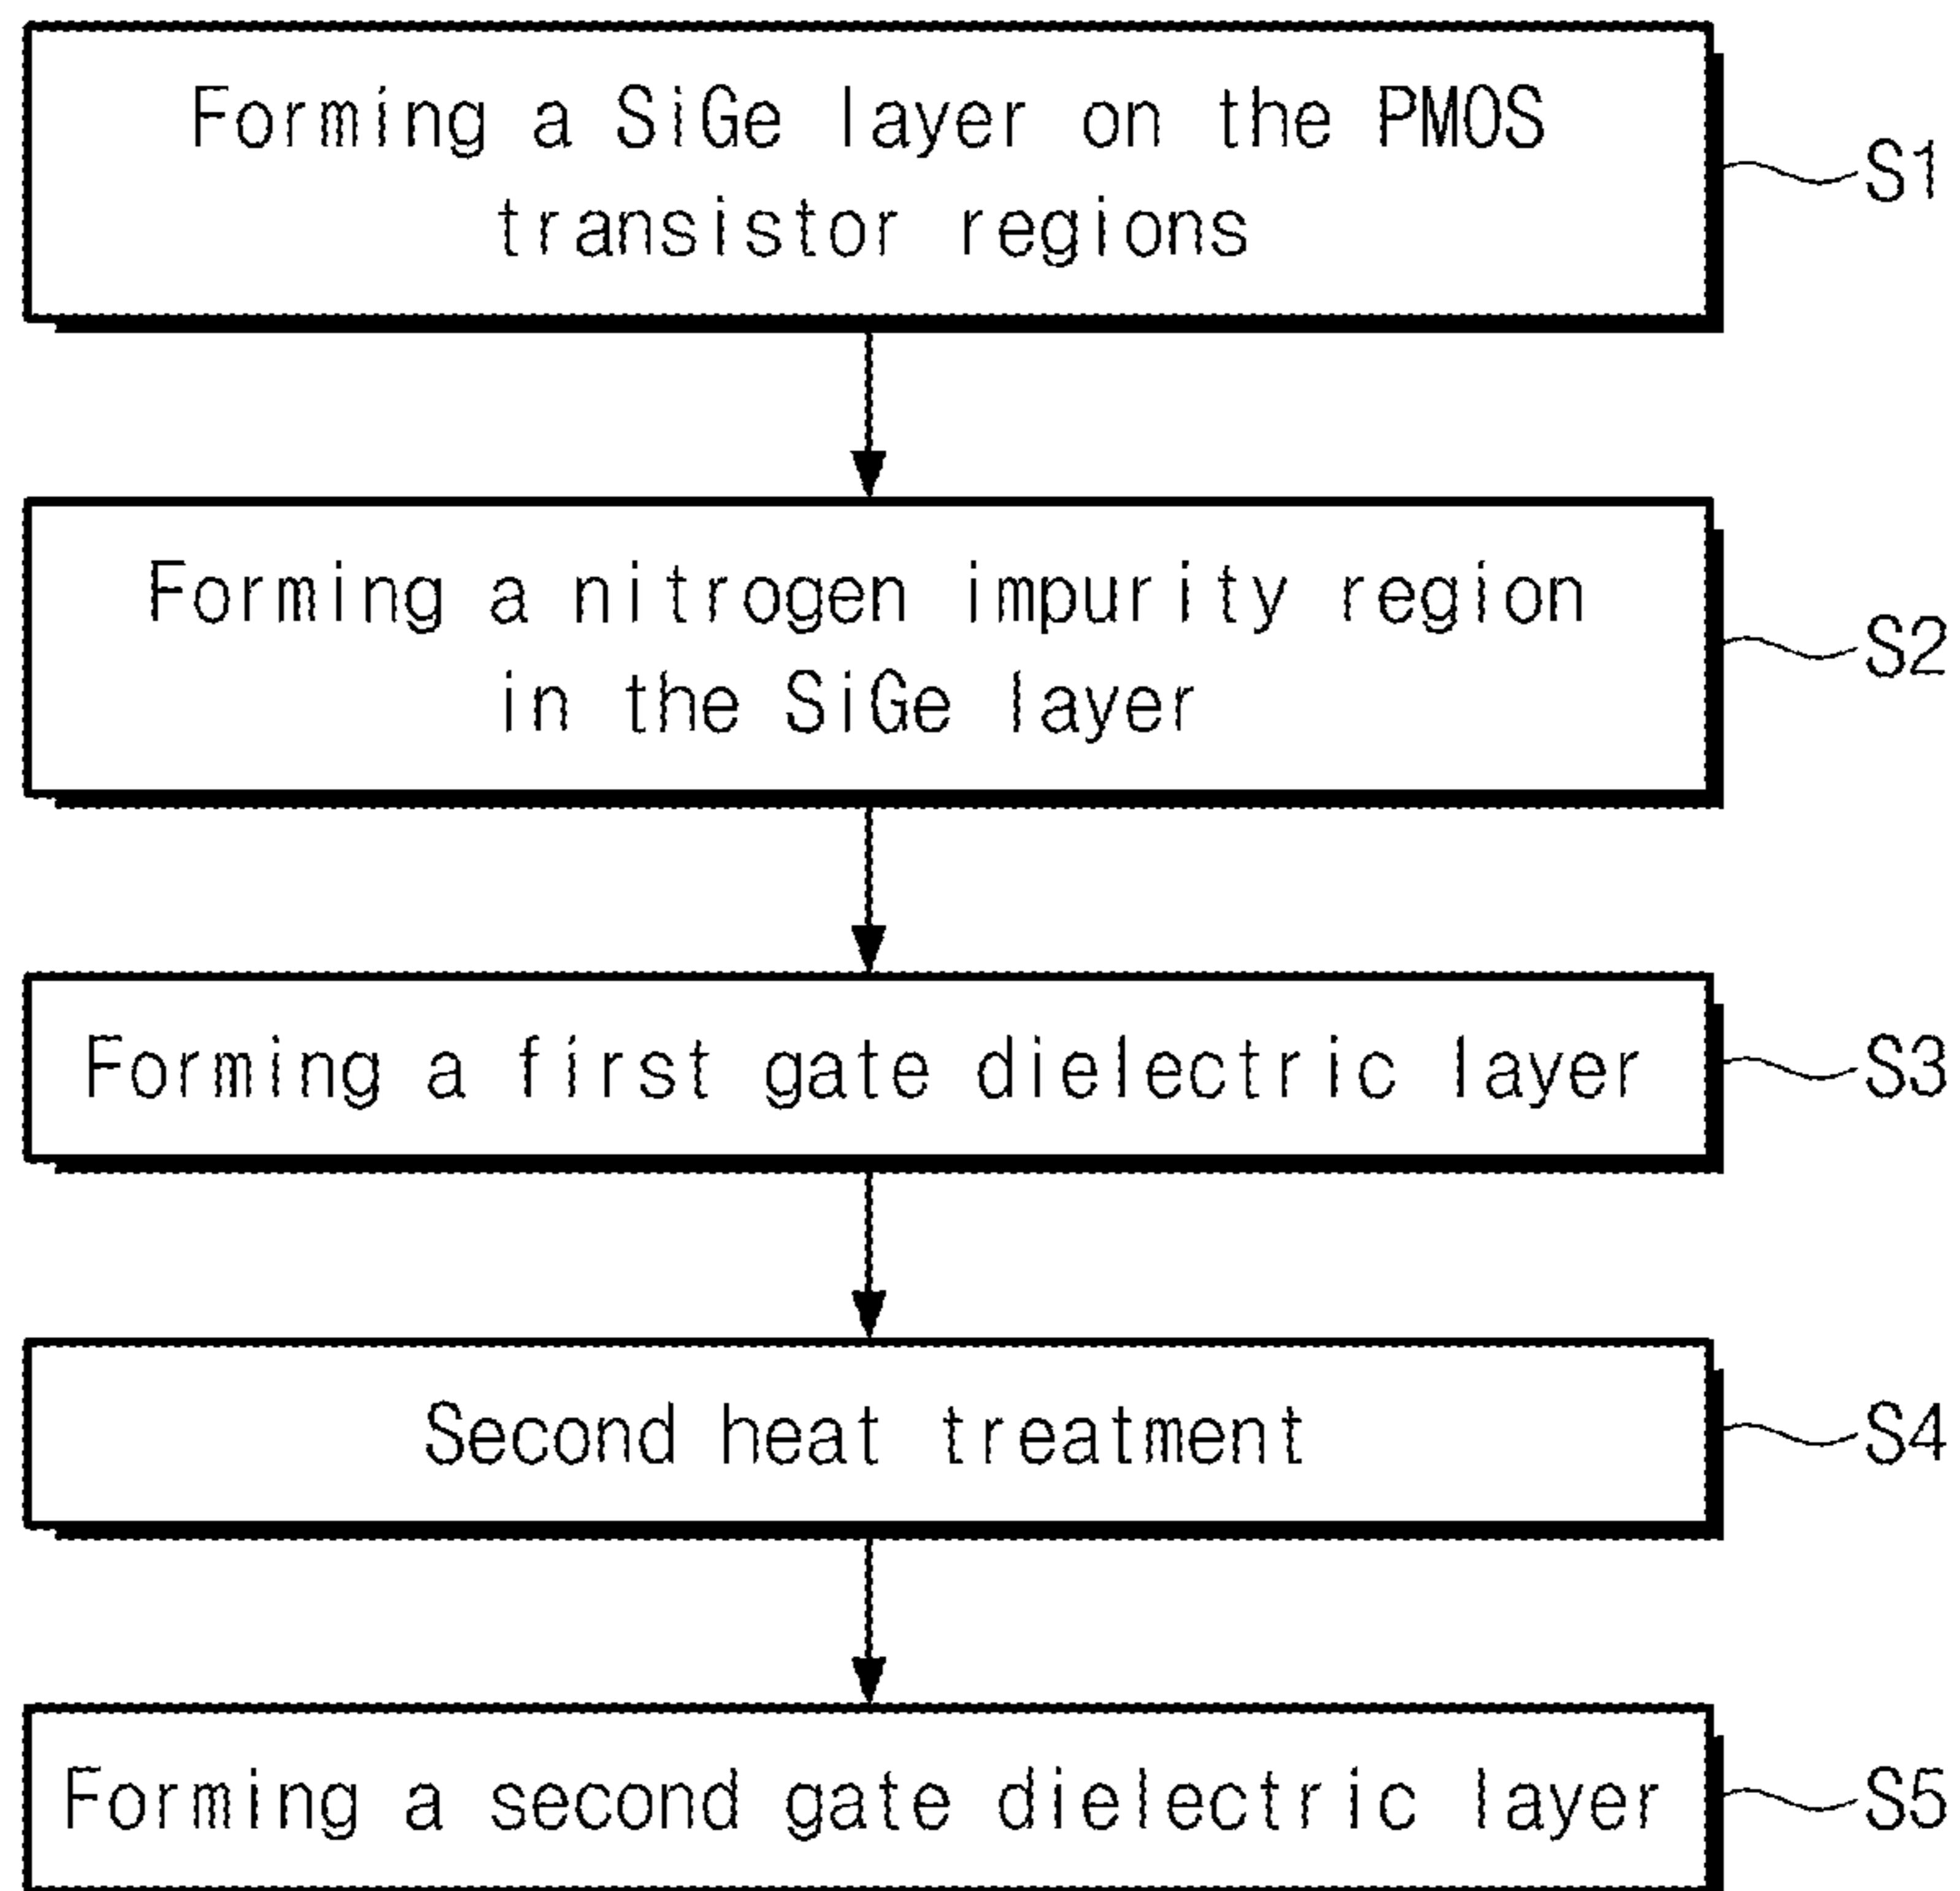 Forming a SiGe layer on the PMOS
transistor regions
S1
Forming a nitrogen impurity region
in the SiGe layer
S2
Forming a first gate dielectric layer
S3
Second heat treatment
S4
Forming a second gate dielectric layer
S5